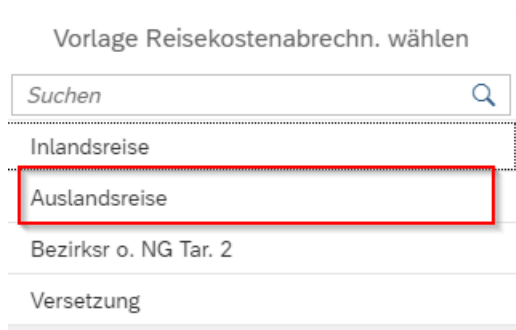 Vorlage Reisekostenabrechn. wählen
Suchen
Inlandsreise
Auslandsreise
Bezirksr o. NG Tar. 2
Versetzung